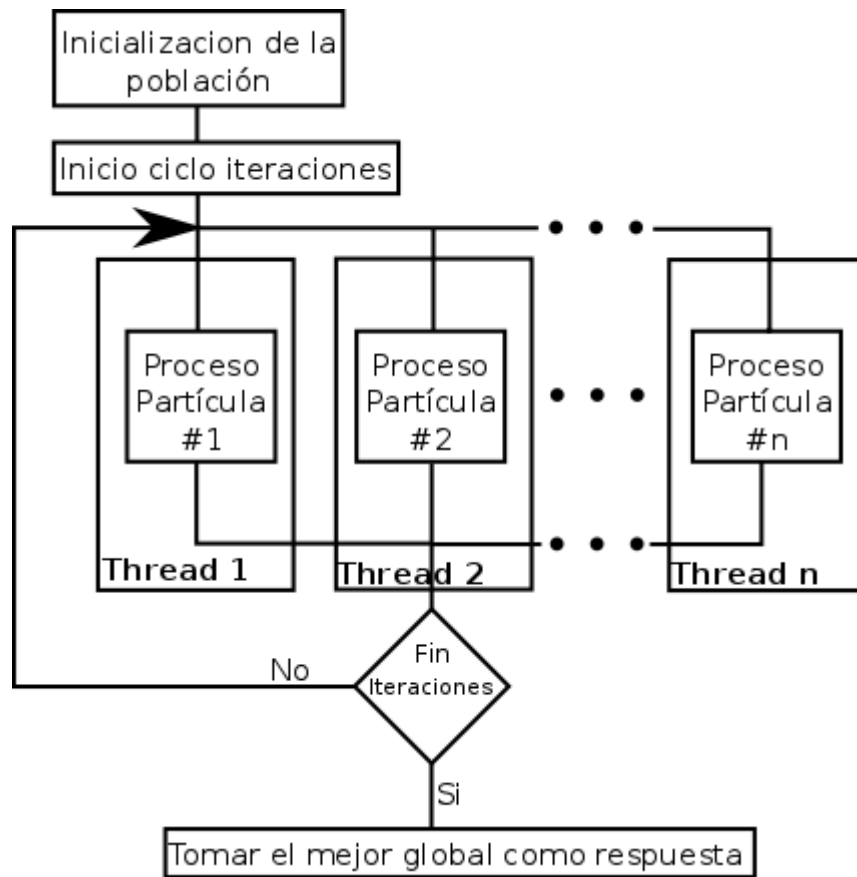 Inicializacion de la
población
Inicio ciclo iteraciones
Proceso
Partícula
#1
Proceso
Partícula
#2
Proceso
Partícula
#n
Thread 1
Thread 2
Thread n
Fin
Iteraciones
No
Si
Tomar el mejor global como respuesta